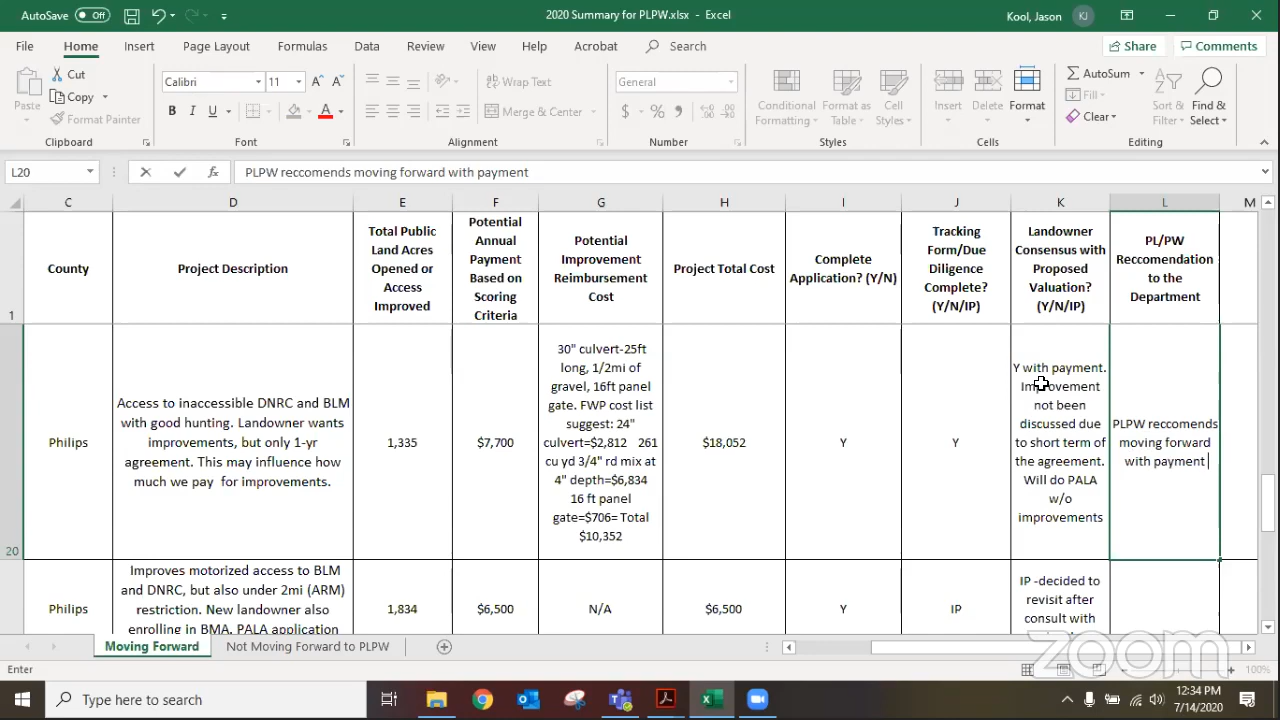 AutoSave Off
2020 Summary for PLPW.xlsx - Excel
Kool, Jason KJ
File Home Insert Page Layout Formulas Data Review View Help Acrobat Search Share Comments
Paste
Cut
Copy
Format Painter
Clipboard
Calibri 11
B I U
Font
Wrap Text
Merge & Center
Alignment
General
$ % 9
Number
Conditional Formatting
Format as Table
Cell Styles
Styles
Insert Delete Format
Cells
AutoSum
Fill
Clear
Sort & Filter
Find & Select
Editing
L20 fx PLPW reccomends moving forward with payment
C D E F G H I J K L M
1
County
Project Description
Total Public
Land Acres
Opened or
Access
Improved
Potential
Annual
Payment
Based on
Scoring
Criteria
Potential
Improvement
Reimbursement
Cost
Project Total Cost
Complete
Application? (Y/N)
Tracking
Form/Due
Diligence
Complete?
(Y/N/IP)
Landowner
Consensus with
Proposed
Valuation?
(Y/N/IP)
PL/PW
Reccomendation
to the
Department
20
Philips
Access to inaccessible DNRC and BLM
with good hunting. Landowner wants
improvements, but only 1-yr
agreement. This may influence how
much we pay for improvements.
1,335
$7,700
30" culvert-25ft
long, 1/2mi of
gravel, 16ft panel
gate. FWP cost list
suggest: 24"
culvert=$2,812 261
cu yd 3/4" rd mix at
4" depth=$6,834
16 ft panel
gate=$706= Total
$10,352
$18,052
Y
Y
Y with payment.
Improvement
not been
discussed due
to short term of
the agreement.
Will do PALA
w/o
improvements
PLPW reccomends
moving forward
with payment
Philips
Improves motorized access to BLM
and DNRC, but also under 2mi (ARM)
restriction. New landowner also
enrolling in BMA. PALA application
1,834
$6,500
N/A
$6,500
Y
IP
IP -decided to
revisit after
consult with
Moving Forward Not Moving Forward to PLPW
Enter
100%
zoom
Type here to search
12:34 PM
7/14/2020